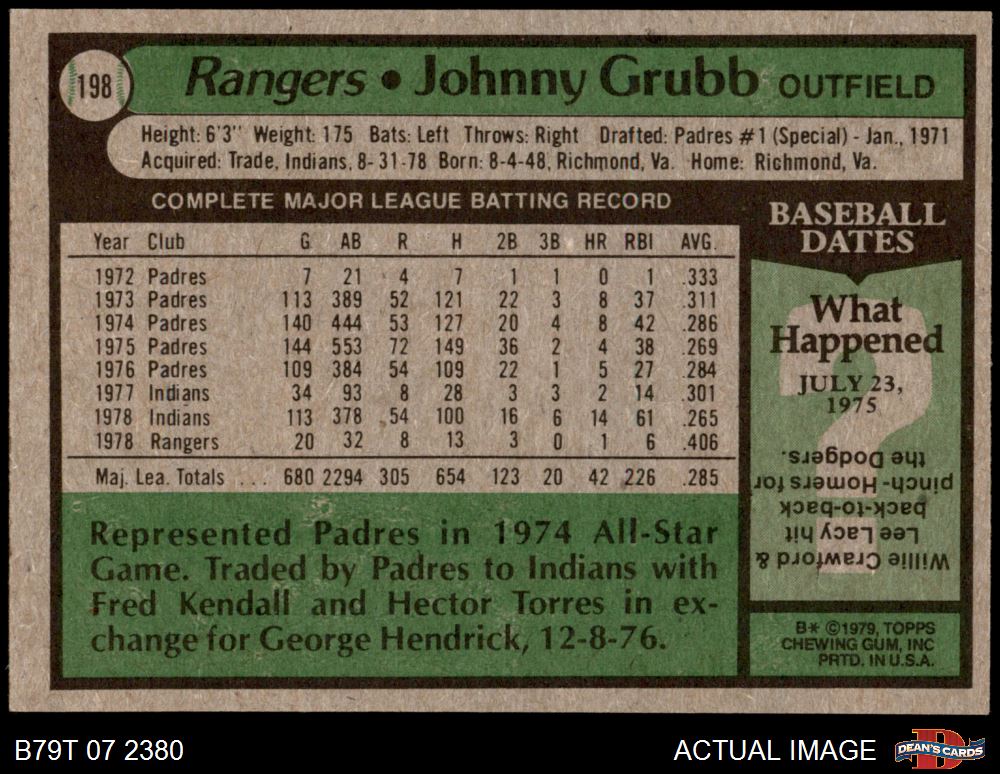 198
Rangers • Johnny Grubb OUTFIELD
Height: 6'3" Weight: 175 Bats: Left Throws: Right Drafted: Padres #1 (Special) - Jan., 1971
Acquired: Trade, Indians, 8-31-78 Born: 8-4-48, Richmond, Va. Home: Richmond, Va.
COMPLETE MAJOR LEAGUE BATTING RECORD
Year Club G AB R H 2B 3B HR RBI AVG.
1972 Padres 7 21 4 7 1 1 0 1 .333
1973 Padres 113 389 52 121 22 3 8 37 .311
1974 Padres 140 444 53 127 20 4 8 42 .286
1975 Padres 144 553 72 149 36 2 4 38 .269
1976 Padres 109 384 54 109 22 1 5 27 .284
1977 Indians 34 93 8 28 3 3 2 14 .301
1978 Indians 113 378 54 100 16 6 14 61 .265
1978 Rangers 20 32 8 13 3 0 1 6 .406
Maj. Lea. Totals ... 680 2294 305 654 123 20 42 226 .285
Represented Padres in 1974 All-Star
Game. Traded by Padres to Indians with
Fred Kendall and Hector Torres in ex-
change for George Hendrick, 12-8-76.
BASEBALL
DATES
What
Happened
JULY 23,
1975
?
Willie Crawford &
Lee Lacy hit
back-to-back
pinch-Homers for
the Dodgers.
B* ©1979, TOPPS
CHEWING GUM, INC
PRTD. IN U.S.A.
B79T 07 2380
ACTUAL IMAGE
D
DEAN'S CARDS